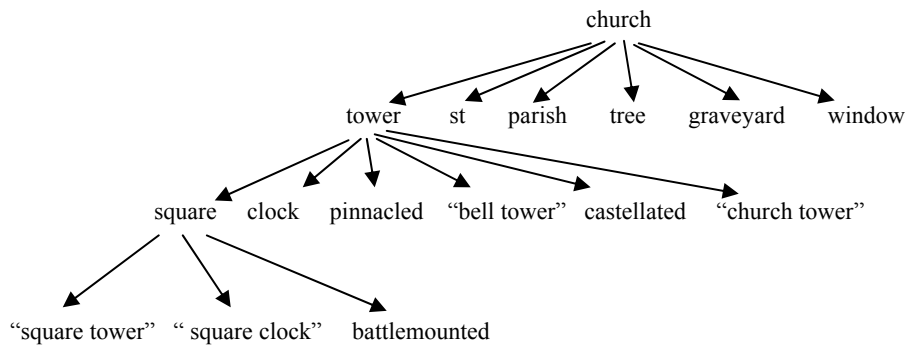 church
tower st parish tree graveyard window
square clock pinnacled “bell tower” castellated “church tower”
“square tower” “ square clock” battlemounted